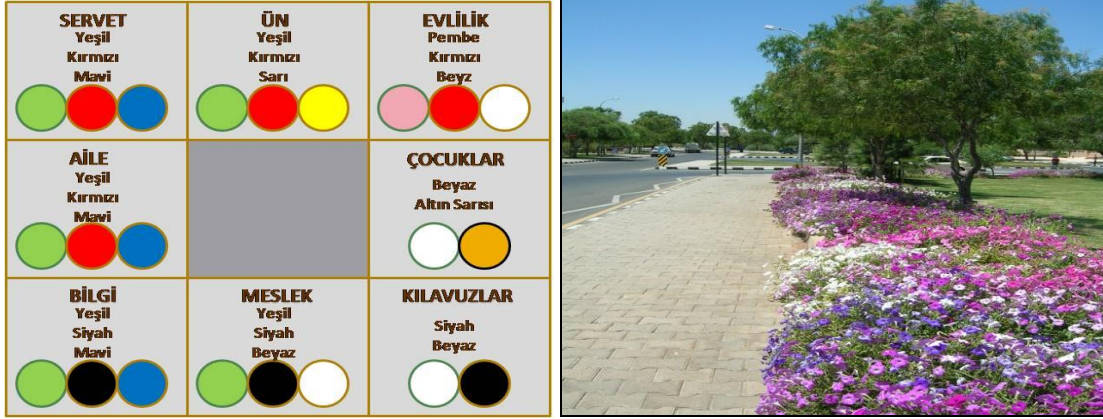 SERVET
Yeşil
Kırmızı
Mavi
ÜN
Yeşil
Kırmızı
Sarı
EVLİLİK
Pembe
Kırmızı
Beyz
AİLE
Yeşil
Kırmızı
Mavi
ÇOCUKLAR
Beyaz
Altın Sarısı
BİLGİ
Yeşil
Siyah
Mavi
MESLEK
Yeşil
Siyah
Beyaz
KILAVUZLAR
Siyah
Beyaz